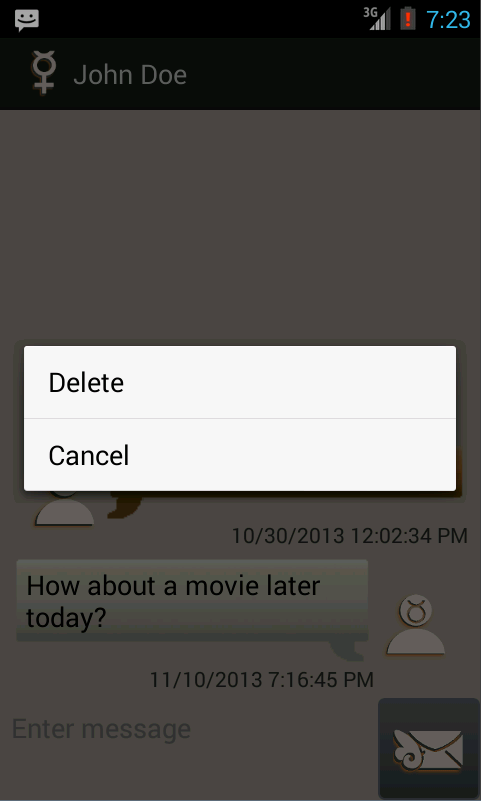 3G 7:23
John Doe
Delete
Cancel
10/30/2013 12:02:34 PM
How about a movie later
today?
11/10/2013 7:16:45 PM
Enter message